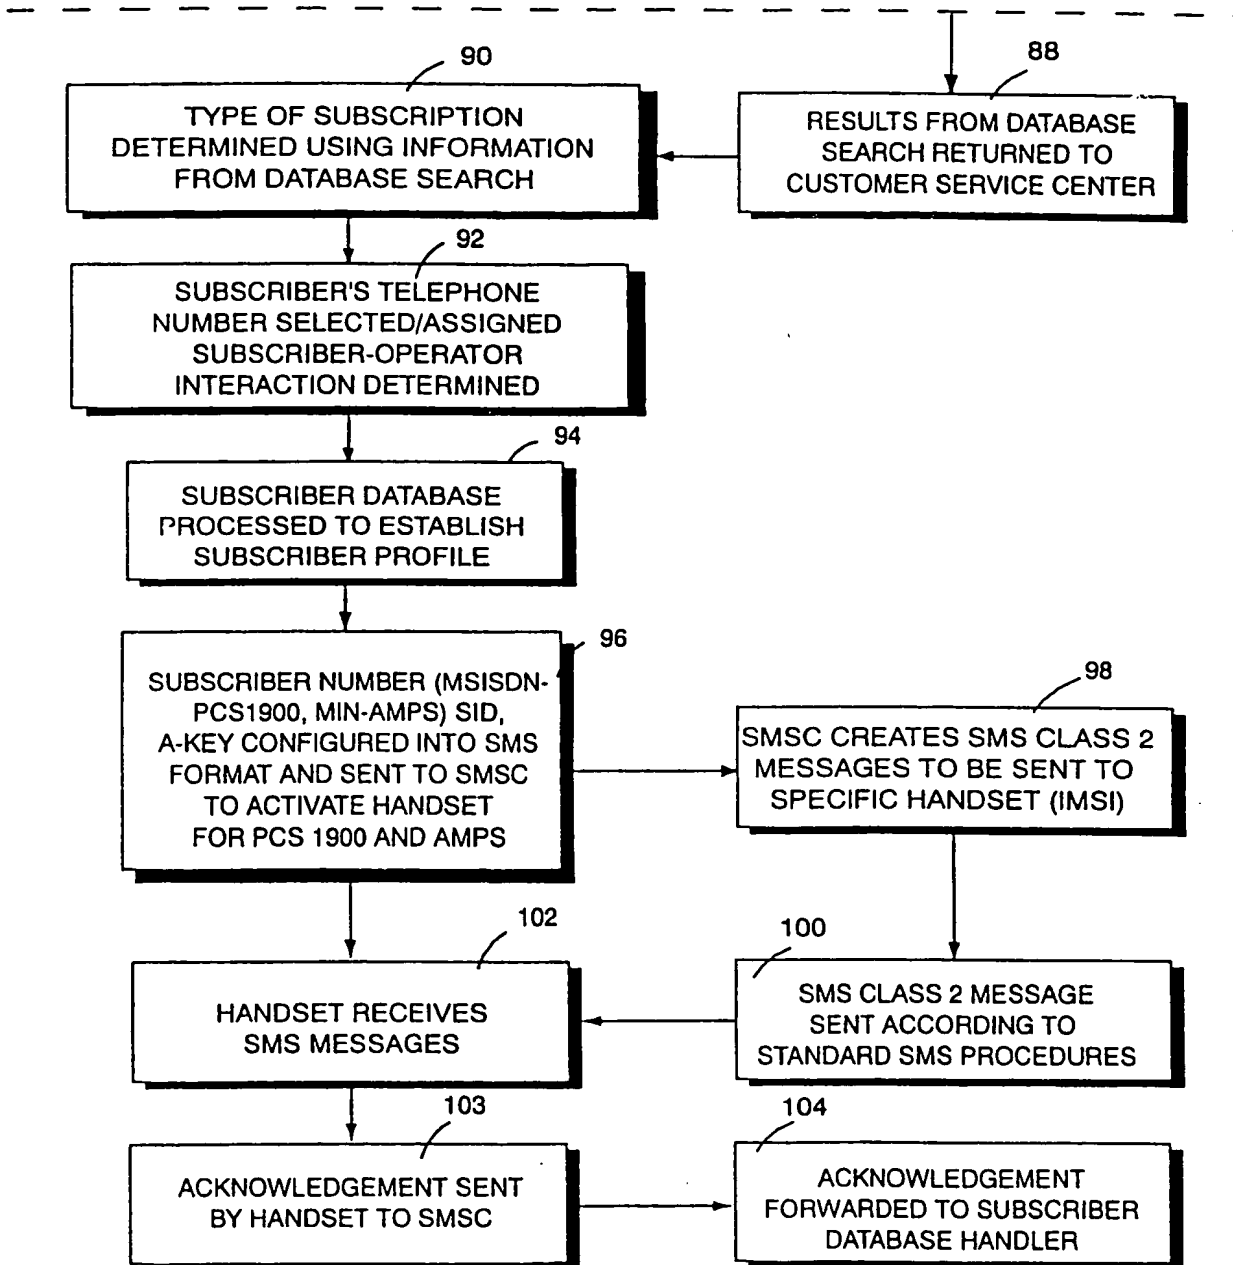 90
TYPE OF SUBSCRIPTION
DETERMINED USING INFORMATION
FROM DATABASE SEARCH
88
RESULTS FROM DATABASE
SEARCH RETURNED TO
CUSTOMER SERVICE CENTER
92
SUBSCRIBER'S TELEPHONE
NUMBER SELECTED/ASSIGNED
SUBSCRIBER-OPERATOR
INTERACTION DETERMINED
94
SUBSCRIBER DATABASE
PROCESSED TO ESTABLISH
SUBSCRIBER PROFILE
96
SUBSCRIBER NUMBER (MSISDN-
PCS1900, MIN-AMPS) SID,
A-KEY CONFIGURED INTO SMS
FORMAT AND SENT TO SMSC
TO ACTIVATE HANDSET
FOR PCS 1900 AND AMPS
98
SMSC CREATES SMS CLASS 2
MESSAGES TO BE SENT TO
SPECIFIC HANDSET (IMSI)
100
SMS CLASS 2 MESSAGE
SENT ACCORDING TO
STANDARD SMS PROCEDURES
102
HANDSET RECEIVES
SMS MESSAGES
103
ACKNOWLEDGEMENT SENT
BY HANDSET TO SMSC
104
ACKNOWLEDGEMENT
FORWARDED TO SUBSCRIBER
DATABASE HANDLER